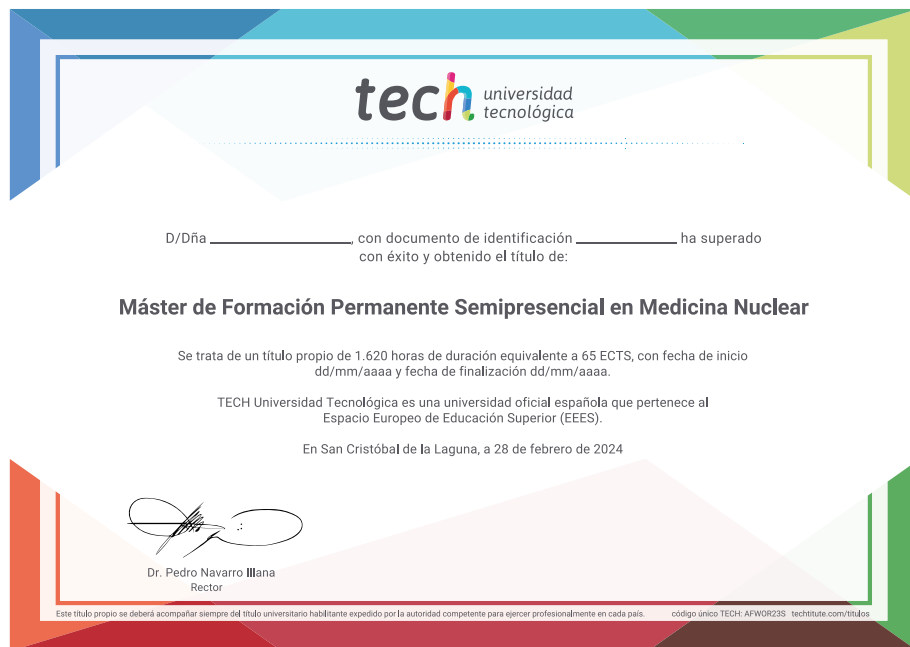 tech universidad
tecnológica
D/Dña ____________________, con documento de identificación ______________ ha superado
con éxito y obtenido el título de:
Máster de Formación Permanente Semipresencial en Medicina Nuclear
Se trata de un título propio de 1.620 horas de duración equivalente a 65 ECTS, con fecha de inicio
dd/mm/aaaa y fecha de finalización dd/mm/aaaa.
TECH Universidad Tecnológica es una universidad oficial española que pertenece al
Espacio Europeo de Educación Superior (EEES).
En San Cristóbal de la Laguna, a 28 de febrero de 2024
Dr. Pedro Navarro Illana
Rector
Este título propio se deberá acompañar siempre del título universitario habilitante expedido por la autoridad competente para ejercer profesionalmente en cada país. código único TECH: AFWOR23S techtitute.com/titulos